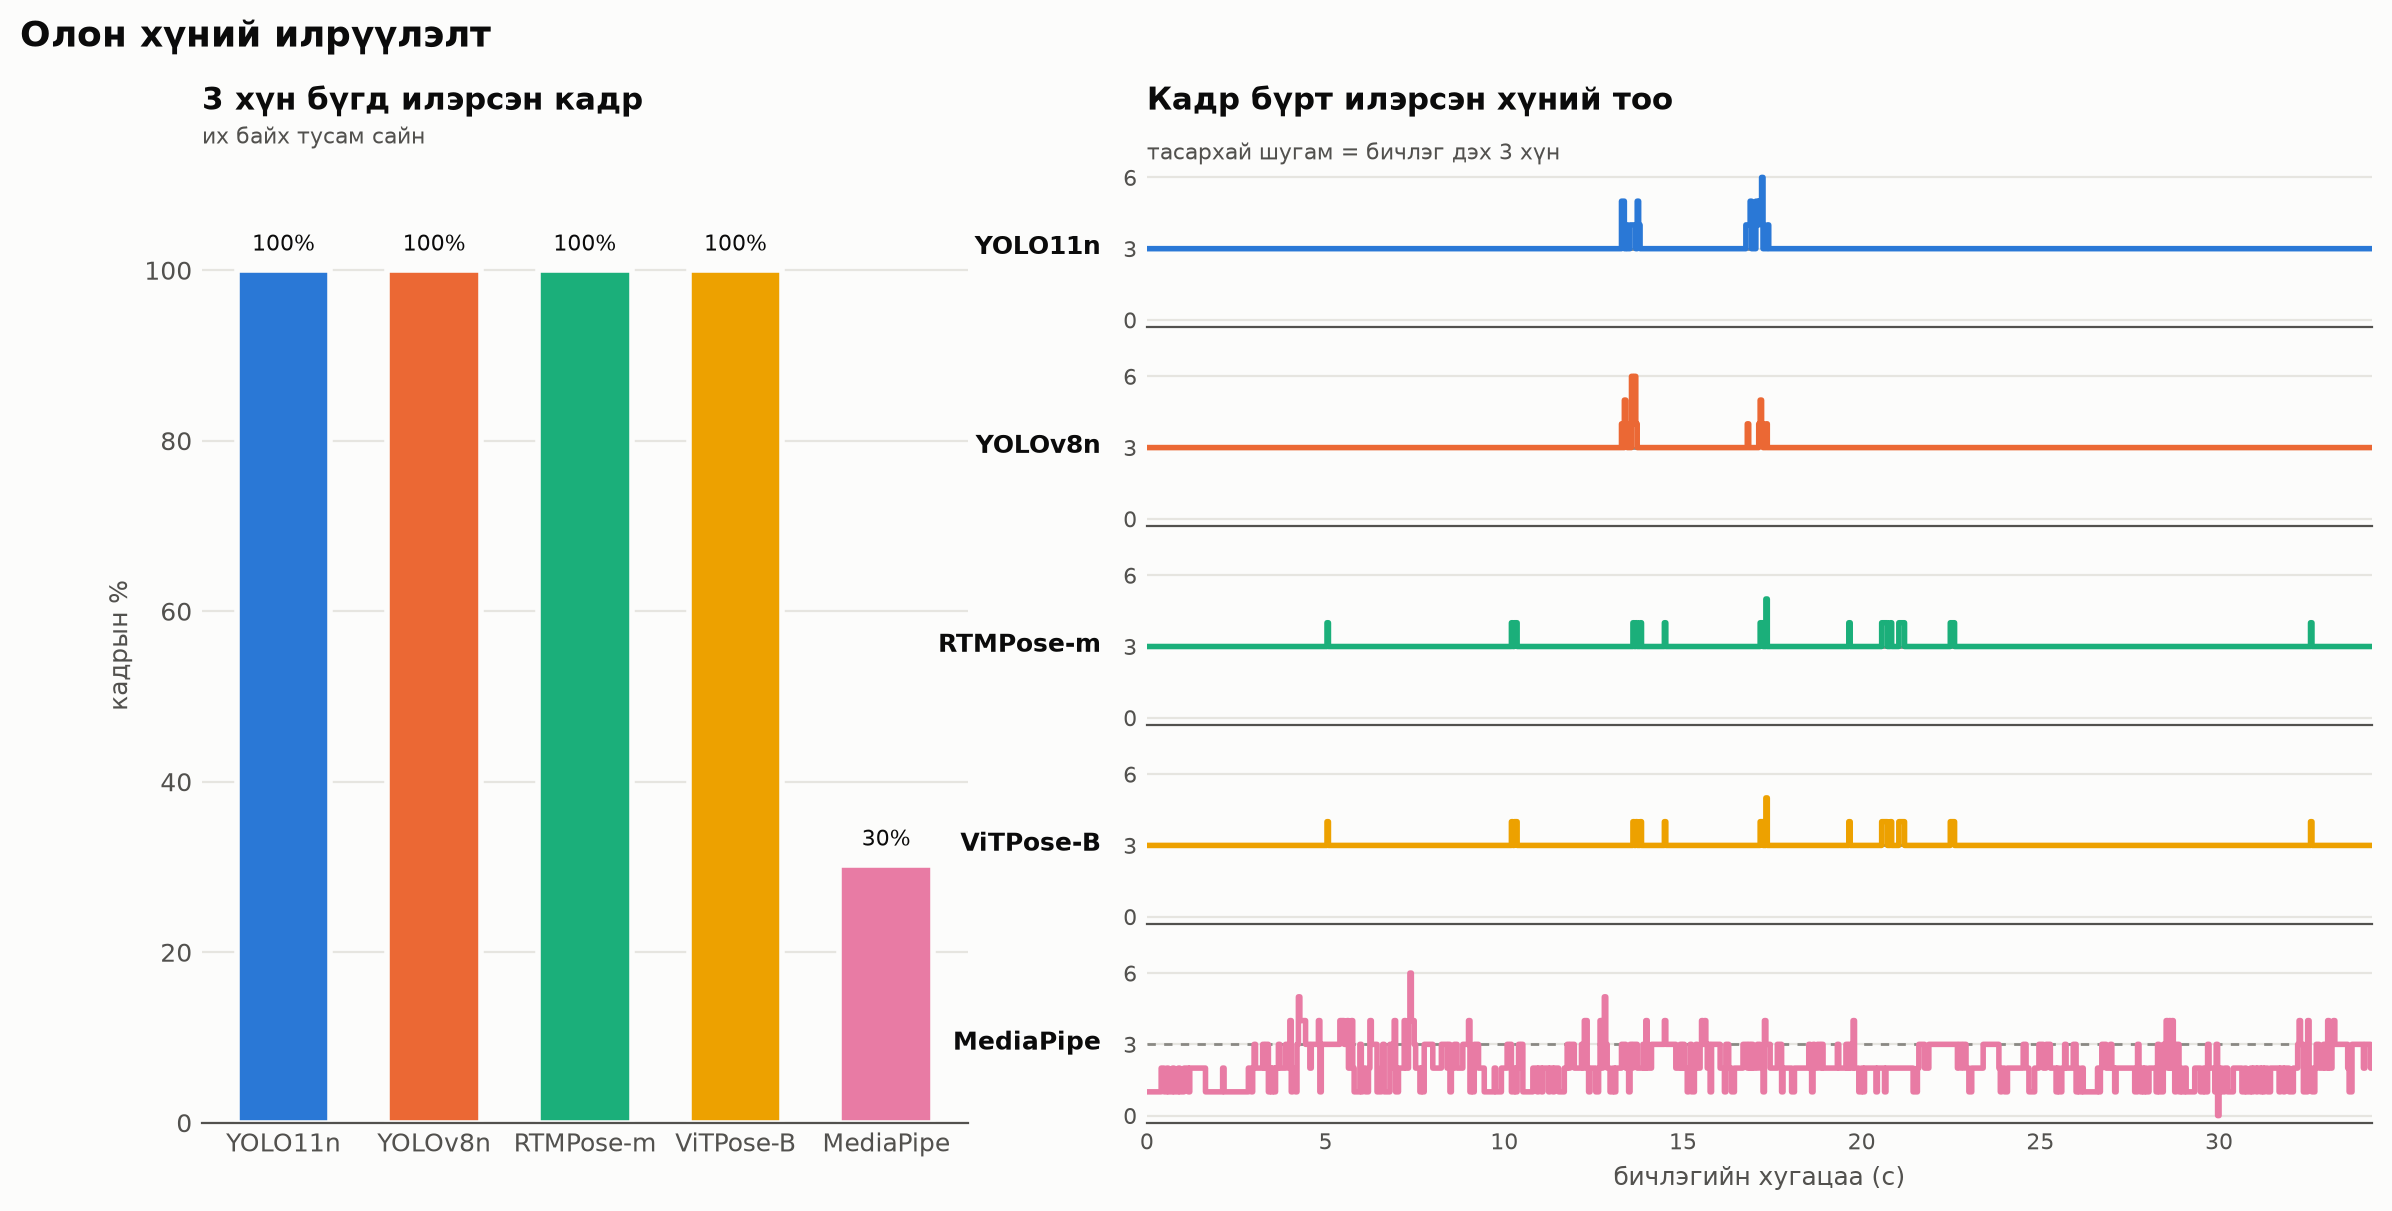 Олон хүний илрүүлэлт
3 хүн бүгд илэрсэн кадр
их байх тусам сайн
100% 100% 100% 100%
30%
100
80
60
40
20
0
кадрын %
YOLO11n YOLOv8n RTMPose-m ViTPose-B MediaPipe
Кадр бүрт илэрсэн хүний тоо
тасархай шугам = бичлэг дэх 3 хүн
YOLO11n
6
3
0
YOLOv8n
6
3
0
RTMPose-m
6
3
0
ViTPose-B
6
3
0
MediaPipe
6
3
0
0 5 10 15 20 25 30
бичлэгийн хугацаа (с)